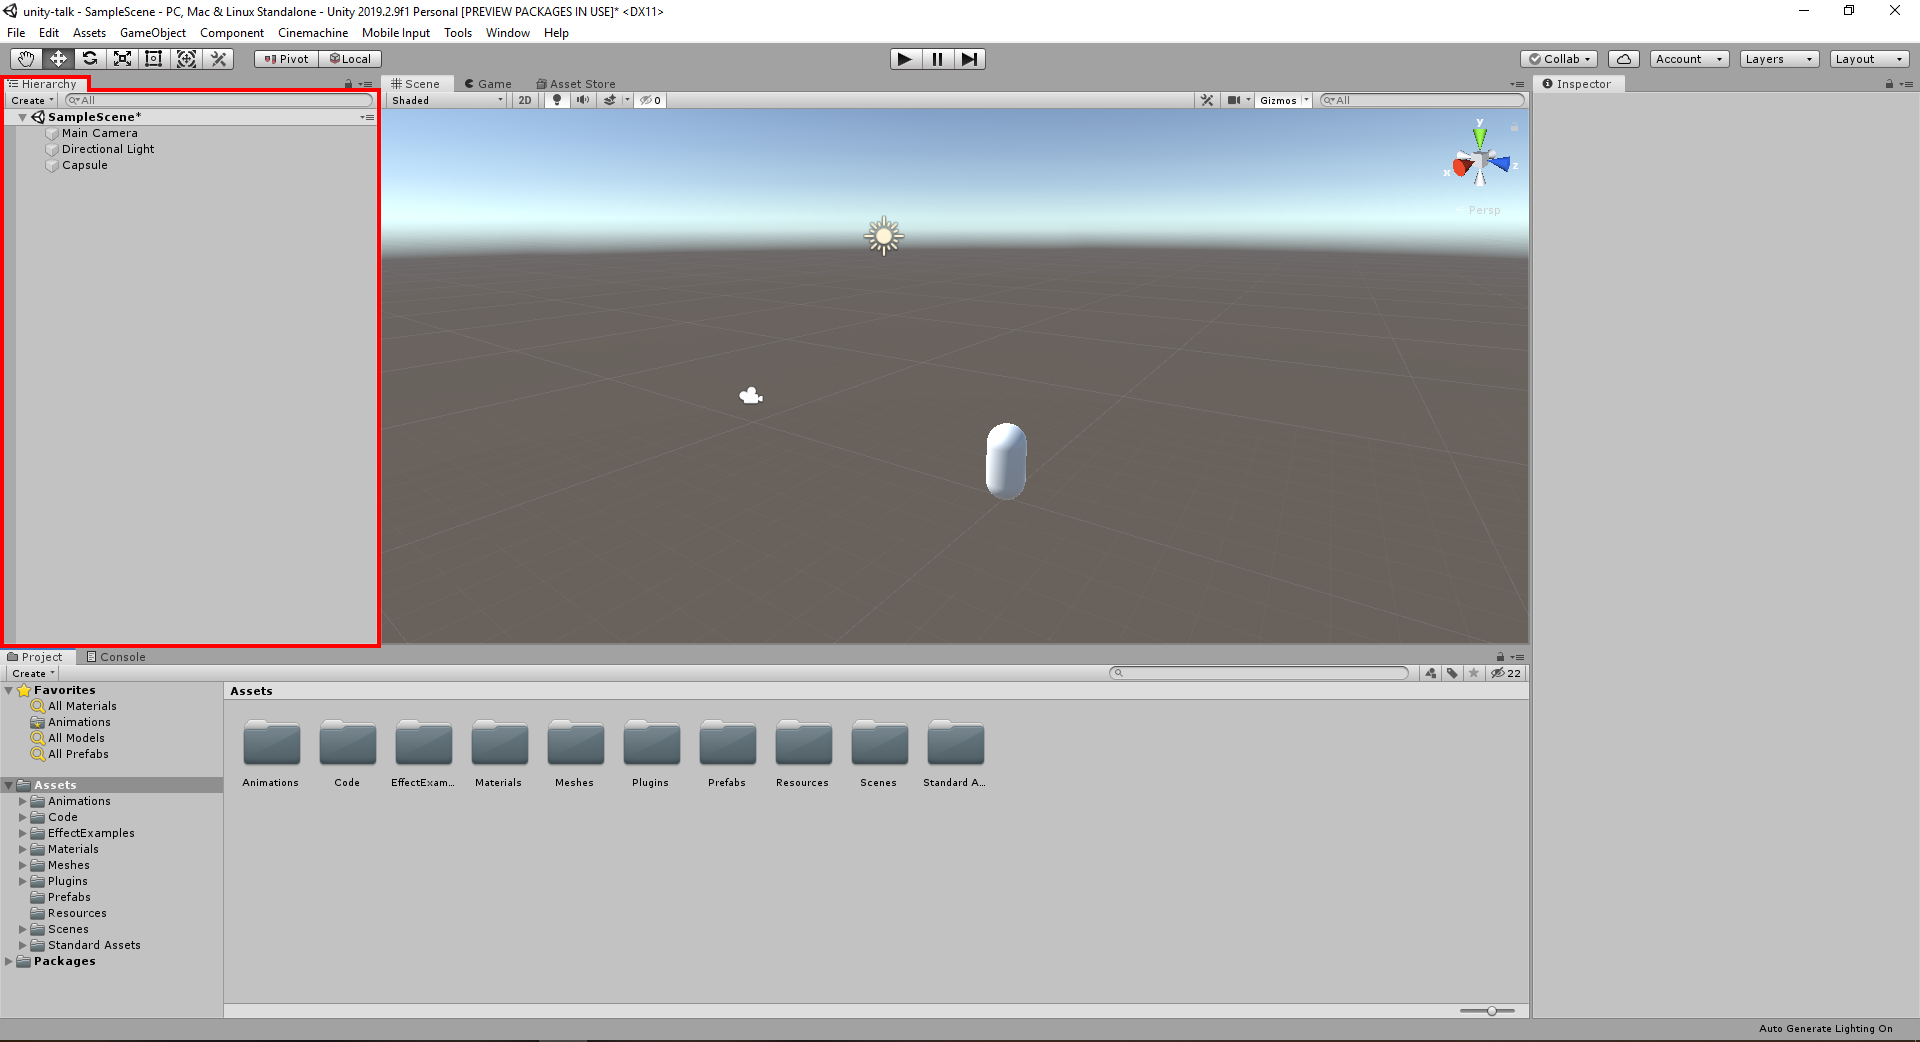 unity-talk - SampleScene - PC, Mac & Linux Standalone - Unity 2019.2.9f1 Personal [PREVIEW PACKAGES IN USE]* <DX11>
File Edit Assets GameObject Component Cinemachine Mobile Input Tools Window Help
Pivot Local Collab Account Layers Layout
Hierarchy Scene Game Asset Store Inspector
Create All Shaded 2D 0 Gizmos All
SampleScene*
Main Camera
Directional Light
Capsule
y
x z
Persp
Project Console
Create 22
Favorites
All Materials
Animations
All Models
All Prefabs
Assets
Animations
Code
EffectExamples
Materials
Meshes
Plugins
Prefabs
Resources
Scenes
Standard Assets
Packages
Assets
Animations Code EffectExam... Materials Meshes Plugins Prefabs Resources Scenes Standard A...
Auto Generate Lighting On